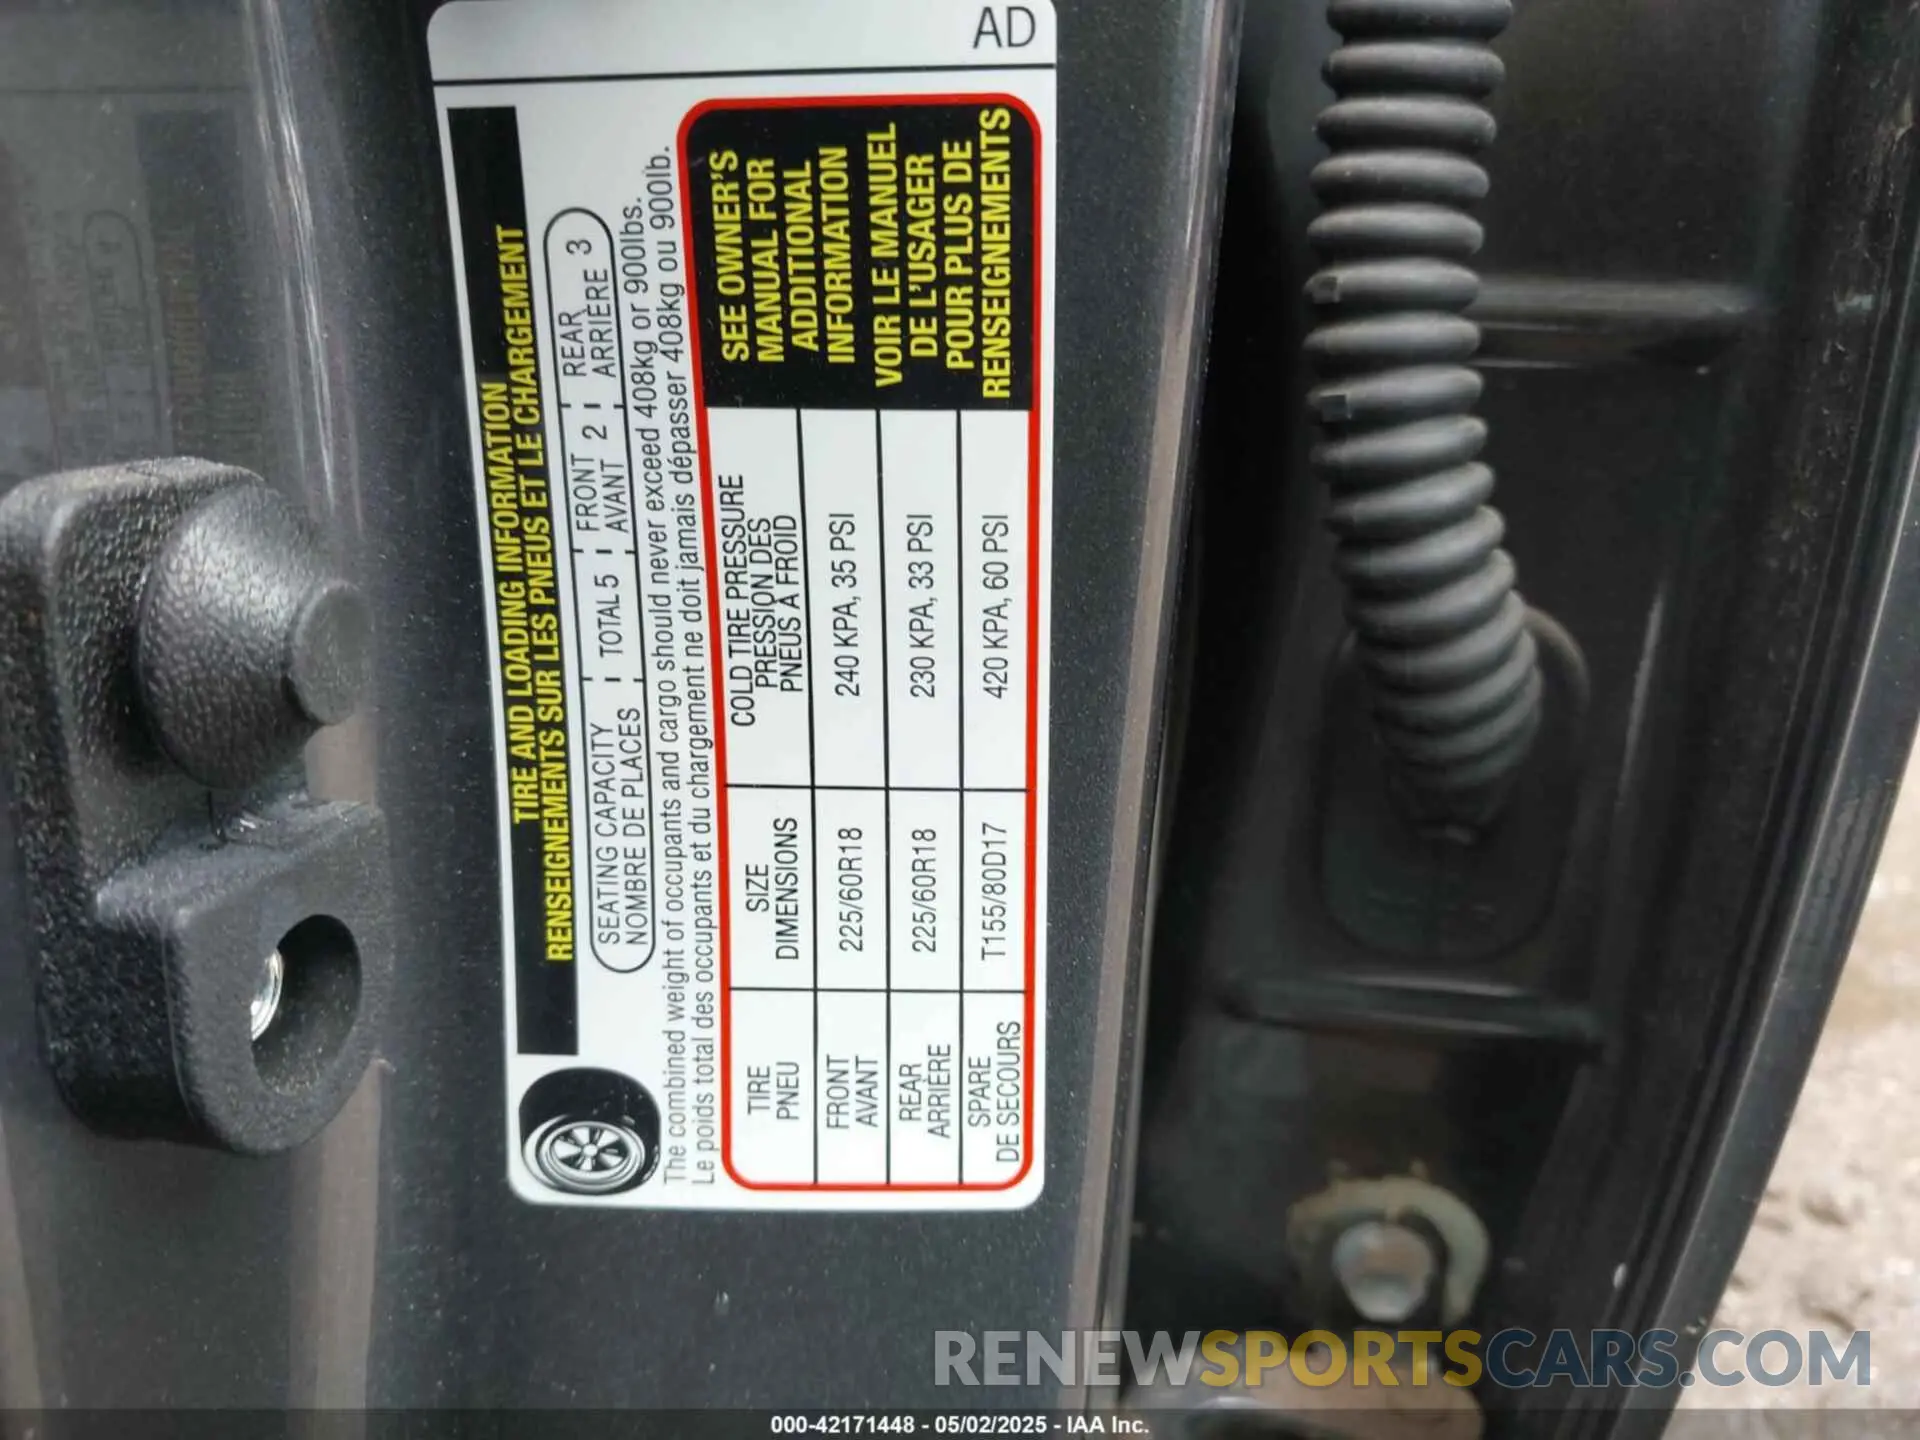 AD
TIRE AND LOADING INFORMATION
RENSEIGNEMENTS SUR LES PNEUS ET LE CHARGEMENT
SEATING CAPACITY
NOMBRE DE PLACES
TOTAL 5
FRONT
AVANT 2
REAR
ARRIÈRE 3
The combined weight of occupants and cargo should never exceed 408kg or 900lbs.
Le poids total des occupants et du chargement ne doit jamais dépasser 408kg ou 900lb.
TIRE
PNEU
SIZE
DIMENSIONS
COLD TIRE PRESSURE
PRESSION DES
PNEUS À FROID
FRONT
AVANT
225/60R18
240 KPA, 35 PSI
REAR
ARRIÈRE
225/60R18
230 KPA, 33 PSI
SPARE
DE SECOURS
T155/80D17
420 KPA, 60 PSI
SEE OWNER'S
MANUAL FOR
ADDITIONAL
INFORMATION
VOIR LE MANUEL
DE L'USAGER
POUR PLUS DE
RENSEIGNEMENTS
RENEWSPORTSCARS.COM
000-42171448 - 05/02/2025 - IAA Inc.